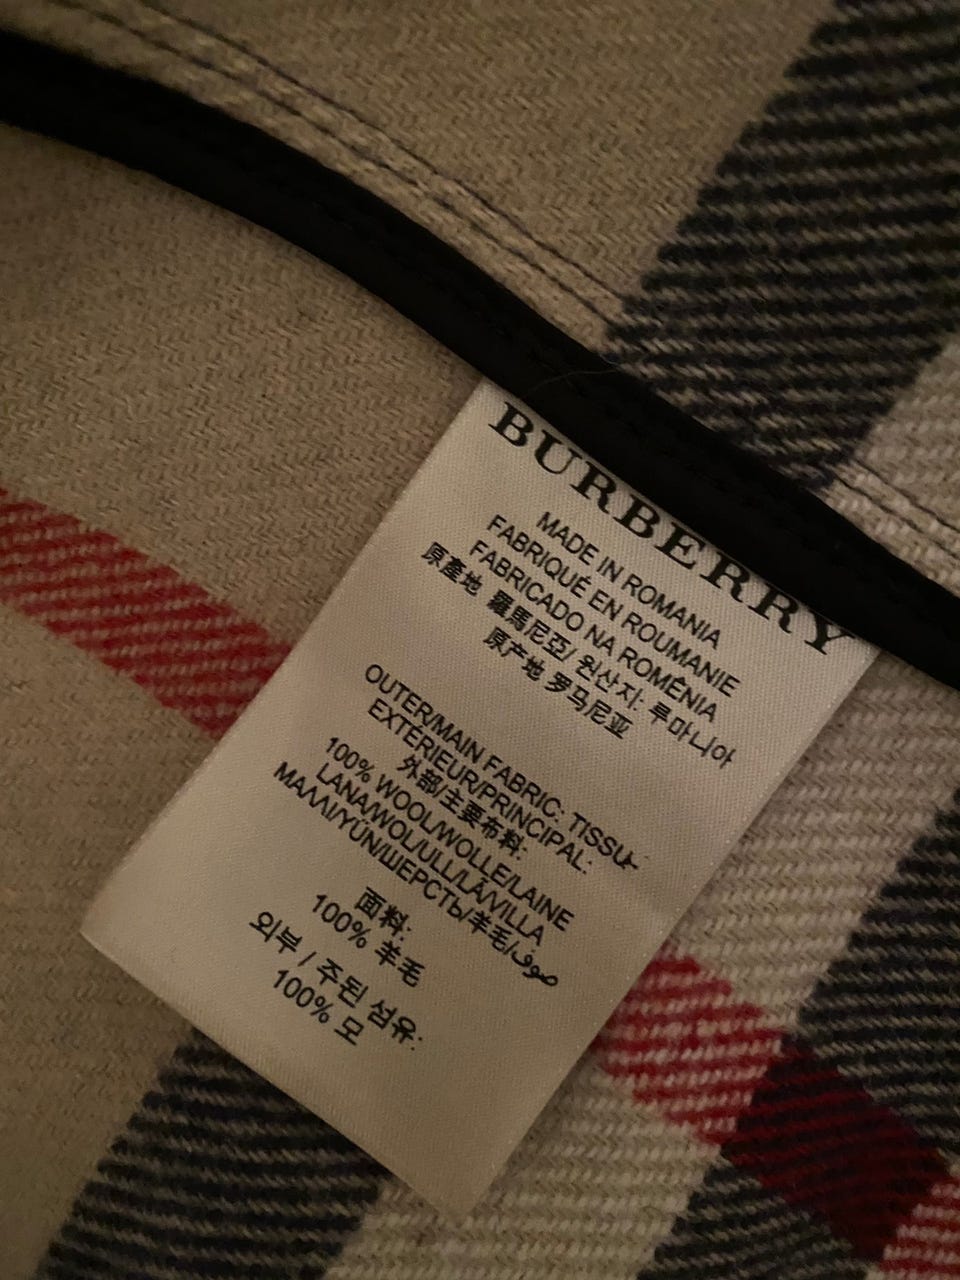 BURBERRY
MADE IN ROMANIA
FABRIQUÉ EN ROUMANIE
FABRICADO NA ROMÊNIA
原產地 羅馬尼亞/ 원산지: 루마니아
原产地 罗马尼亚
OUTER/MAIN FABRIC: TISSU-
EXTERIEUR/PRINCIPAL:
外部/主要布料:
100% WOOL/WOLLE/LAINE
LANA/WOL/ULL/LÃ/VILLA
ΜΑΛΛΙ/YÜN/ШЕРСТЬ/羊毛/صوف
面料:
100% 羊毛
외부 / 주된 섬유:
100% 모